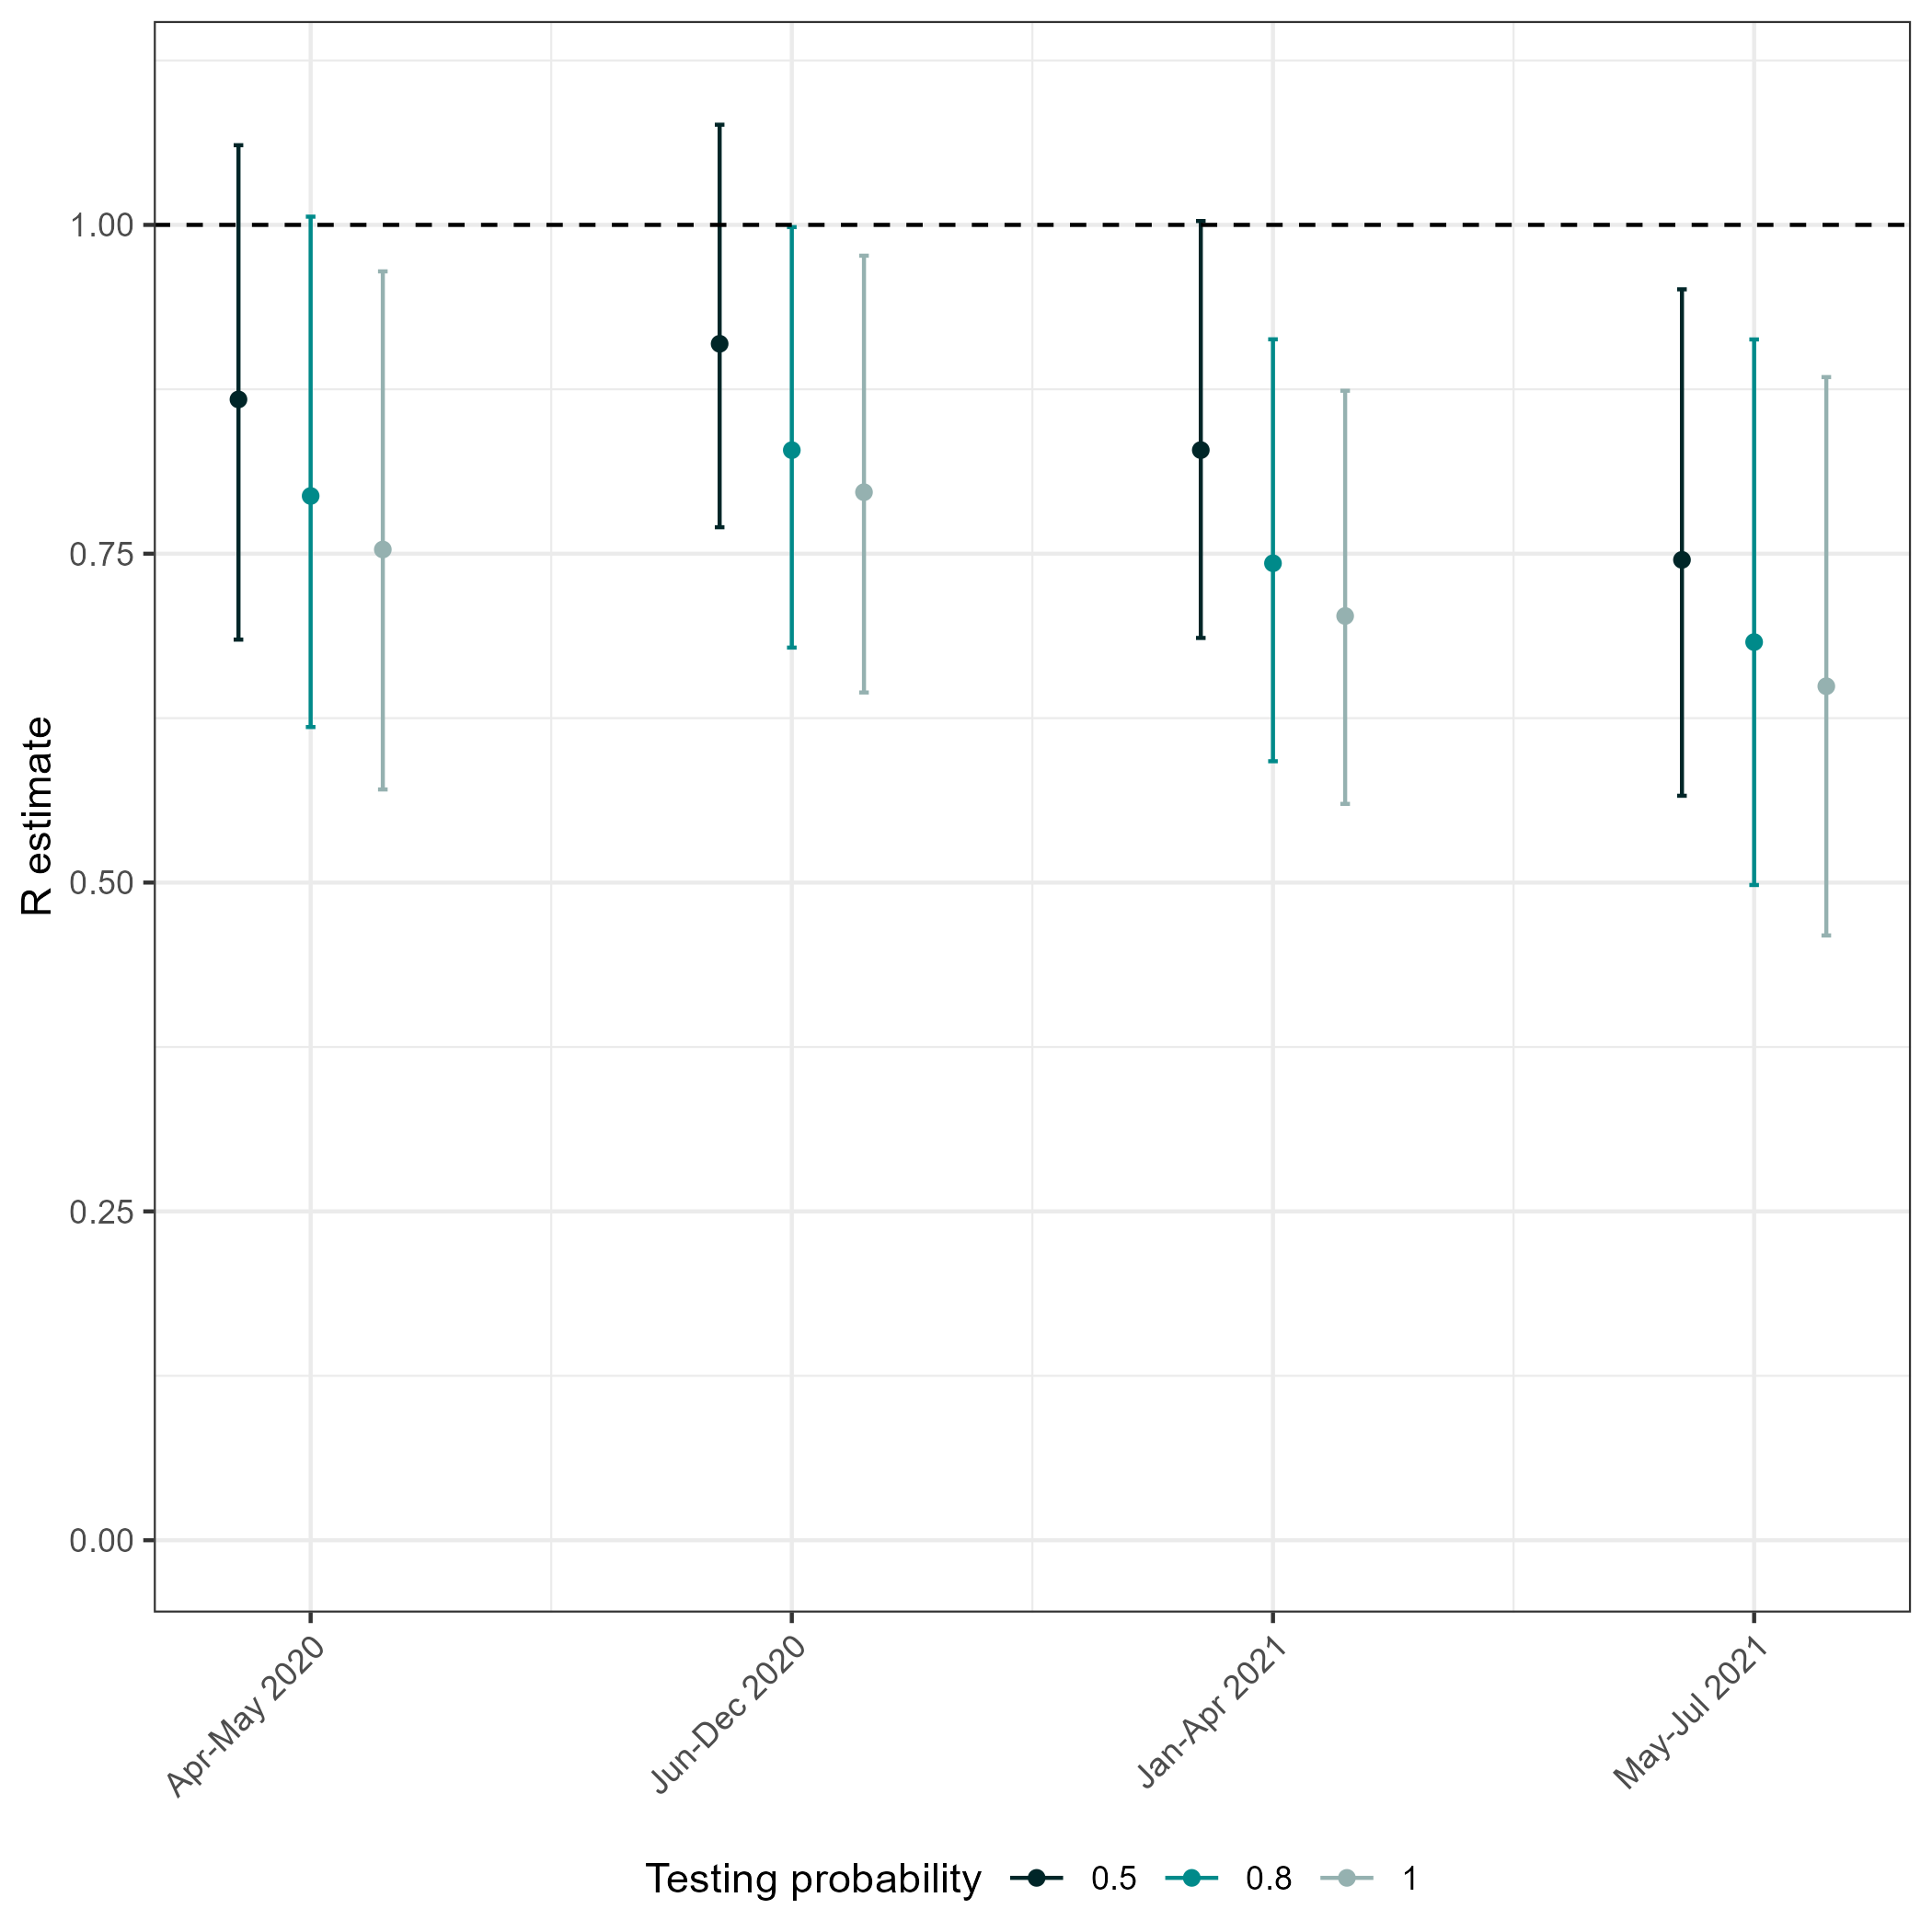 R estimate
1.00
0.75
0.50
0.25
0.00
Apr-May 2020
Jun-Dec 2020
Jan-Apr 2021
May-Jul 2021
Testing probability 0.5 0.8 1